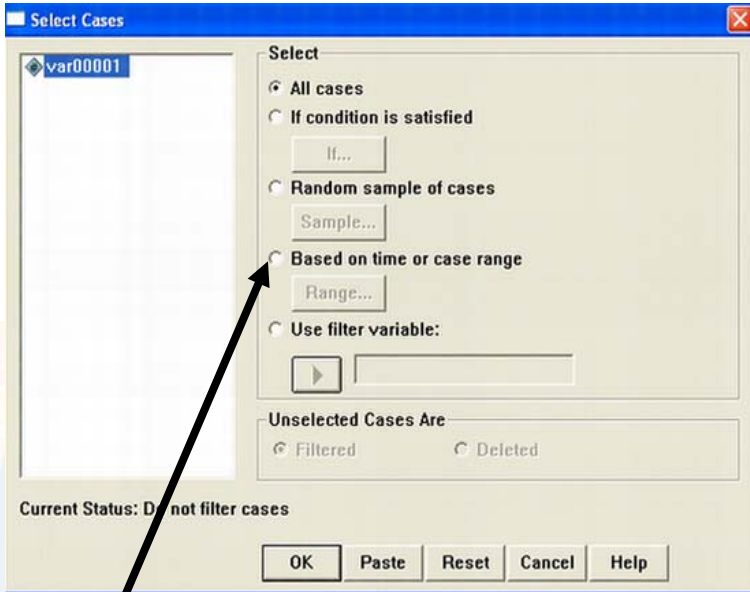 Select Cases
var00001
Select
All cases
If condition is satisfied
If...
Random sample of cases
Sample...
Based on time or case range
Range...
Use filter variable:
Unselected Cases Are
Filtered Deleted
Current Status: Do not filter cases
OK Paste Reset Cancel Help